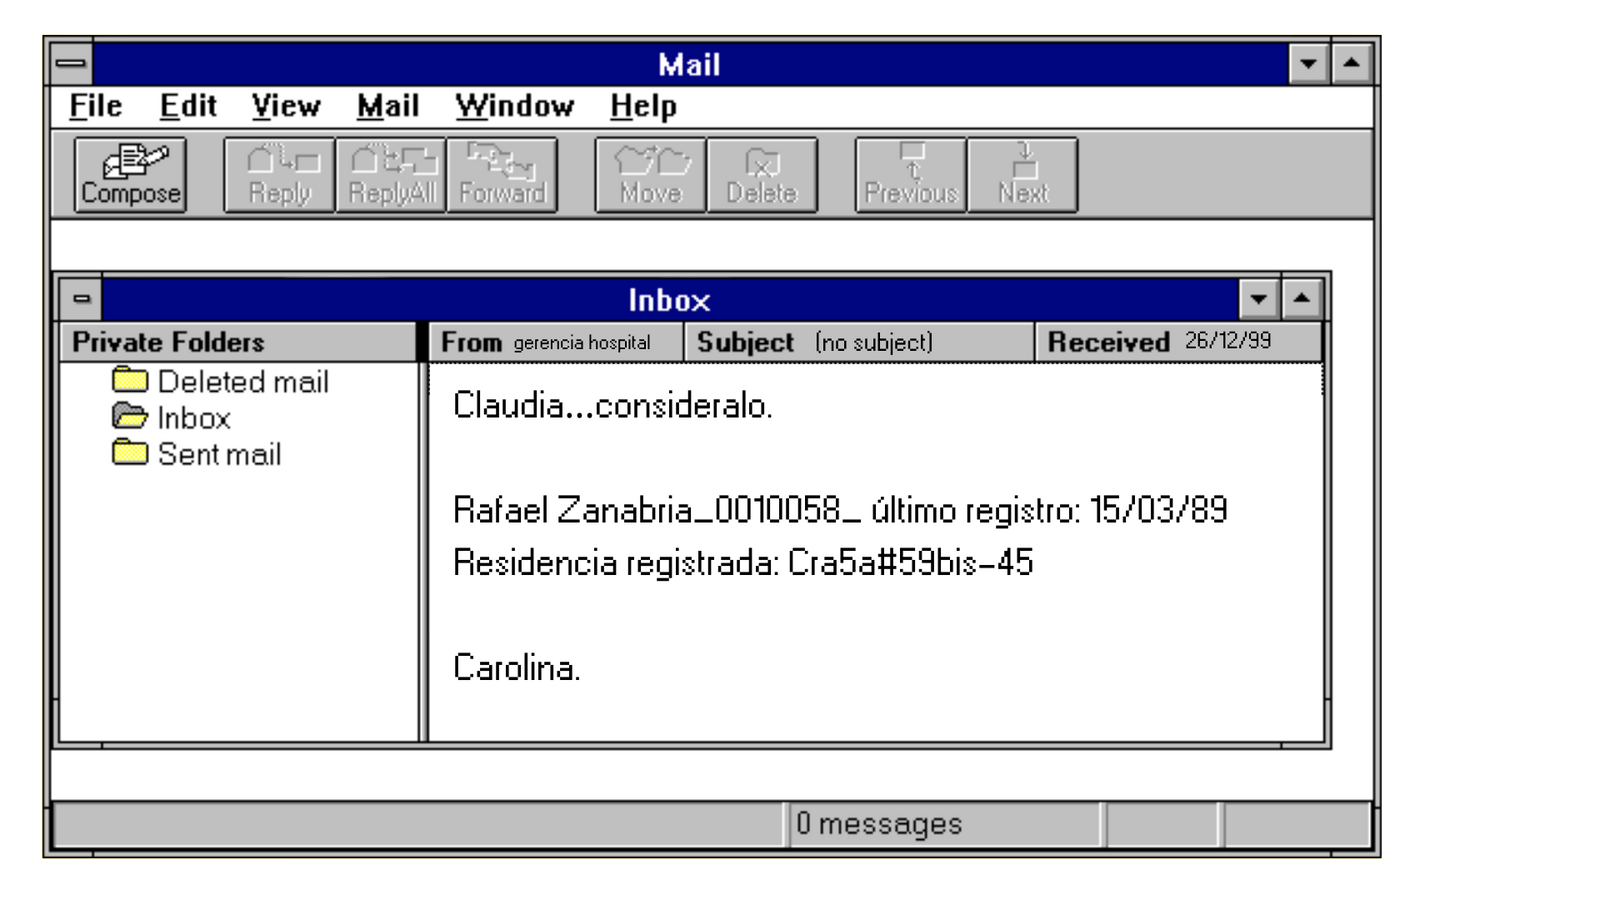 Mail
File Edit View Mail Window Help
Compose Reply ReplyAll Forward Move Delete Previous Next
Inbox
Private Folders From gerencia hospital Subject (no subject) Received 26/12/99
Deleted mail
Inbox
Sent mail
Claudia...consideralo.
Rafael Zanabria_0010058_ último registro: 15/03/89
Residencia registrada: Cra5a#59bis-45
Carolina.
0 messages